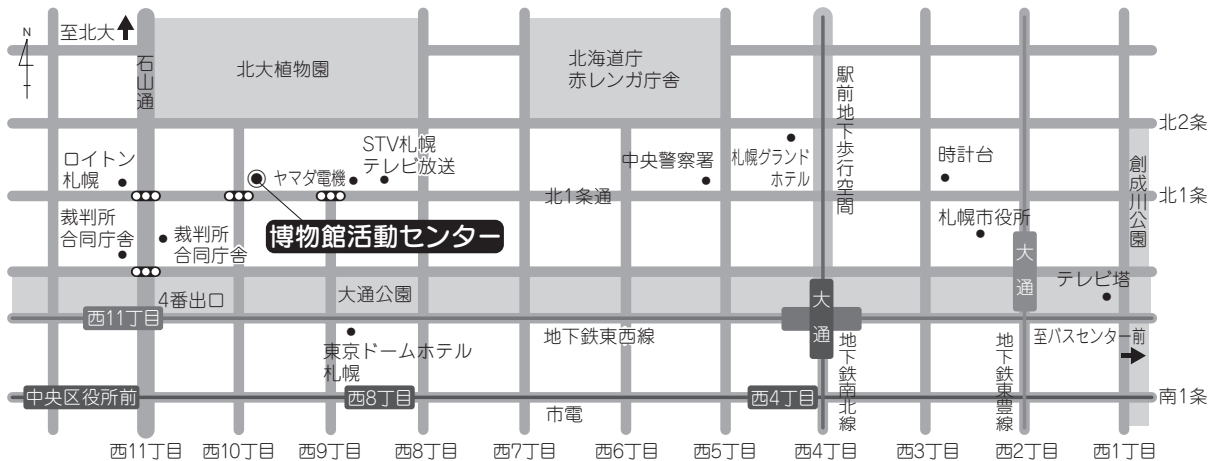 N
至北大
石山通
北大植物園
北海道庁
赤レンガ庁舎
駅前地下歩行空間
北2条
ロイトン
札幌
ヤマダ電機
STV札幌
テレビ放送
中央警察署
札幌グランド
ホテル
時計台
創成川公園
北1条通
北1条
裁判所
合同庁舎
裁判所
合同庁舎
博物館活動センター
札幌市役所
大通
テレビ塔
4番出口
大通公園
大通
西11丁目
地下鉄東西線
至バスセンター前
東京ドームホテル
札幌
地下鉄南北線
地下鉄東豊線
中央区役所前
西8丁目
西4丁目
市電
南1条
西11丁目
西10丁目
西9丁目
西8丁目
西7丁目
西6丁目
西5丁目
西4丁目
西3丁目
西2丁目
西1丁目